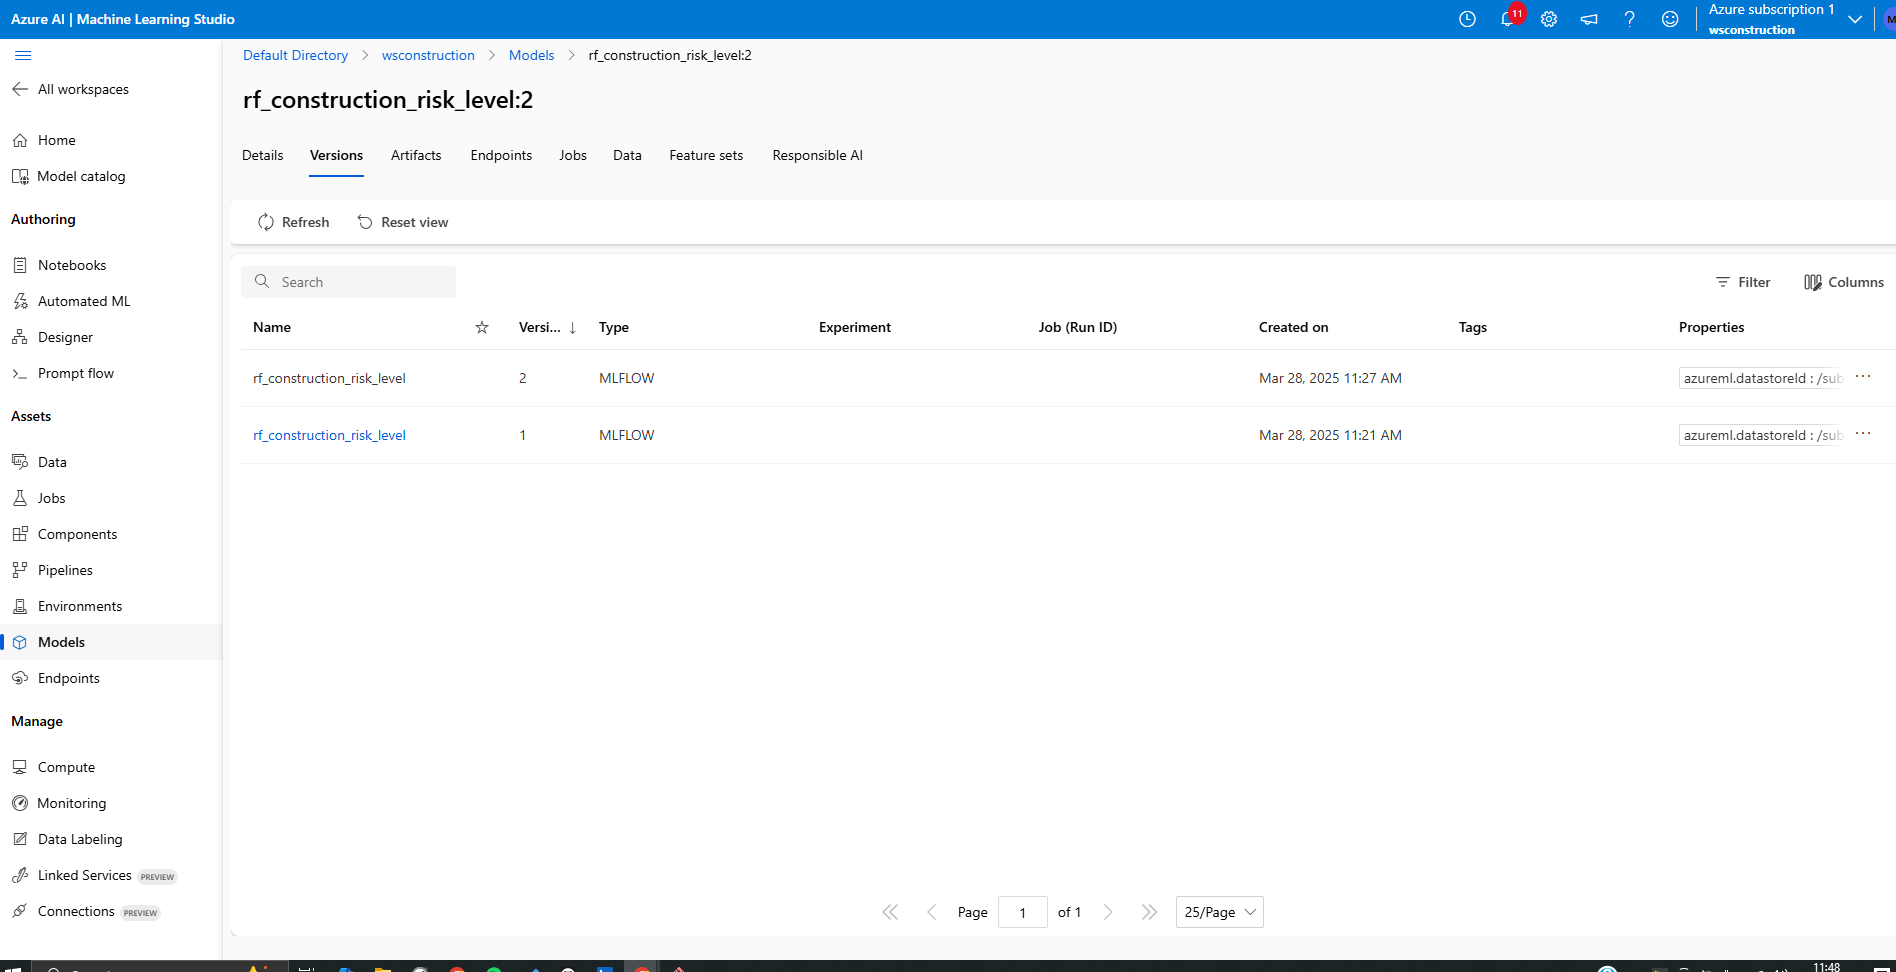 Azure AI | Machine Learning Studio
11
Azure subscription 1
wsconstruction
All workspaces
Home
Model catalog
Authoring
Notebooks
Automated ML
Designer
Prompt flow
Assets
Data
Jobs
Components
Pipelines
Environments
Models
Endpoints
Manage
Compute
Monitoring
Data Labeling
Linked Services PREVIEW
Connections PREVIEW
Default Directory > wsconstruction > Models > rf_construction_risk_level:2
rf_construction_risk_level:2
Details Versions Artifacts Endpoints Jobs Data Feature sets Responsible AI
Refresh Reset view
Search Filter Columns
Name Versi... ↓ Type Experiment Job (Run ID) Created on Tags Properties
rf_construction_risk_level 2 MLFLOW Mar 28, 2025 11:27 AM azureml.datastoreId : /sub ...
rf_construction_risk_level 1 MLFLOW Mar 28, 2025 11:21 AM azureml.datastoreId : /sub ...
Page 1 of 1 25/Page
11:48